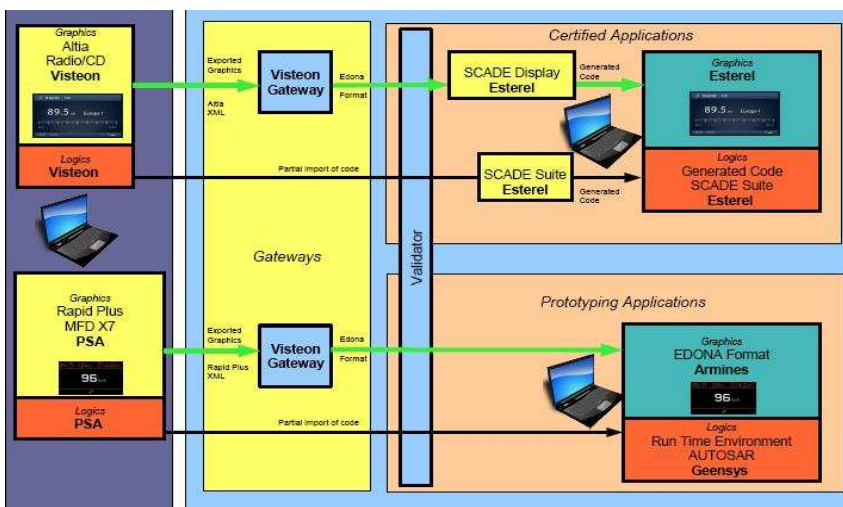 Graphics
Altia
Radio/CD
Visteon
89.5
Europe 1
Logics
Visteon
Graphics
Rapid Plus
MFD X7
PSA
96
Logics
PSA
Exported
Graphics
Altia
XML
Visteon
Gateway
Edona
Format
Partial import of code
Gateways
Exported
Graphics
Rapid Plus
XML
Visteon
Gateway
Edona
Format
Partial import of code
Validator
Certified Applications
SCADE Display
Esterel
Generated
Code
SCADE Suite
Esterel
Generated
Code
Graphics
Esterel
89.5
Europe 1
Logics
Generated Code
SCADE Suite
Esterel
Prototyping Applications
Graphics
EDONA Format
Armines
96
Logics
Run Time Environment
AUTOSAR
Geensys